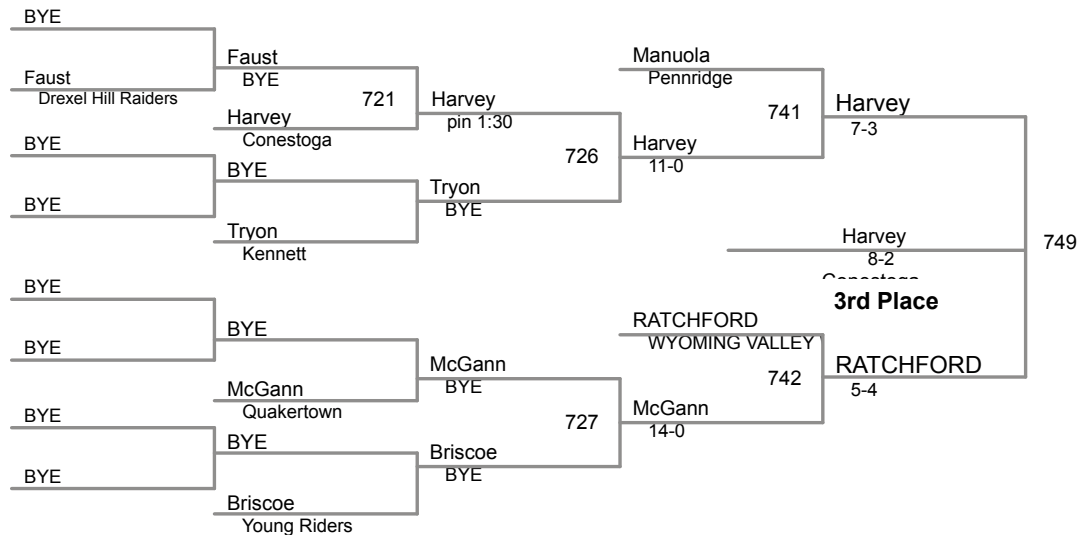 BYE
Faust
Drexel Hill Raiders
BYE
BYE
BYE
BYE
BYE
BYE
Faust
BYE
721
Harvey
Conestoga
BYE
Tryon
Kennett
BYE
McGann
Quakertown
BYE
Briscoe
Young Riders
Harvey
pin 1:30
726
Tryon
BYE
McGann
BYE
727
Briscoe
BYE
Manuola
Pennridge
741
Harvey
11-0
RATCHFORD
WYOMING VALLEY
742
McGann
14-0
Harvey
7-3
Harvey
8-2
749
3rd Place
RATCHFORD
5-4